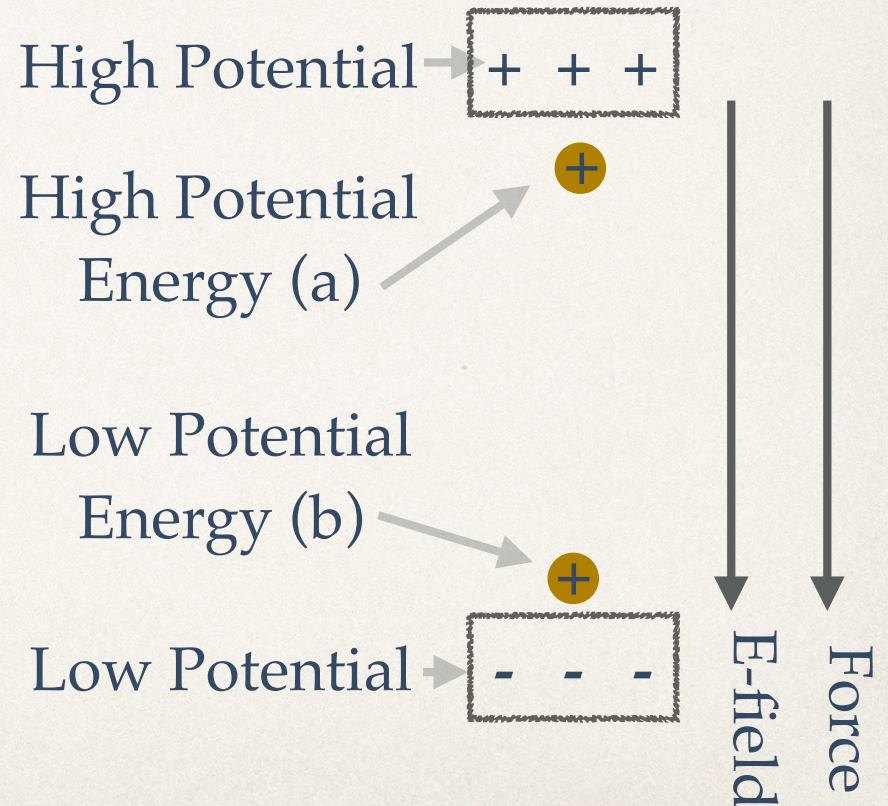 High Potential
+ + +
+
High Potential
Energy (a)
Low Potential
Energy (b)
+
Low Potential
- - -
E-field
Force